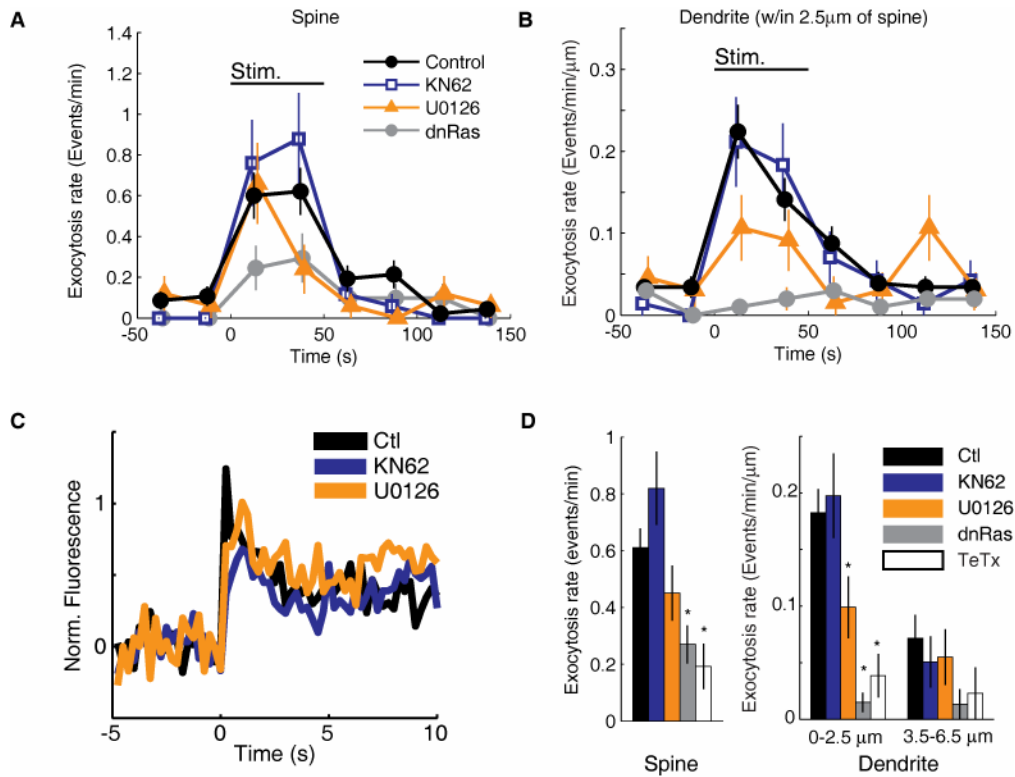 A
Spine
Exocytosis rate (Events/min)
1.4
1.2
1
0.8
0.6
0.4
0.2
0
-50
0
50
100
150
Time (s)
Stim.
Control
KN62
U0126
dnRas
B
Dendrite (w/in 2.5μm of spine)
Exocytosis rate (Events/min/μm)
0.3
0.2
0.1
0
-50
0
50
100
150
Time (s)
Stim.
C
Norm. Fluorescence
1
0
-5
0
5
10
Time (s)
Ctl
KN62
U0126
D
Exocytosis rate (events/min)
1
0.8
0.6
0.4
0.2
0
* *
Spine
Exocytosis rate (Events/min/μm)
0.2
0.1
0
* * *
0-2.5 μm 3.5-6.5 μm
Dendrite
Ctl
KN62
U0126
dnRas
TeTx